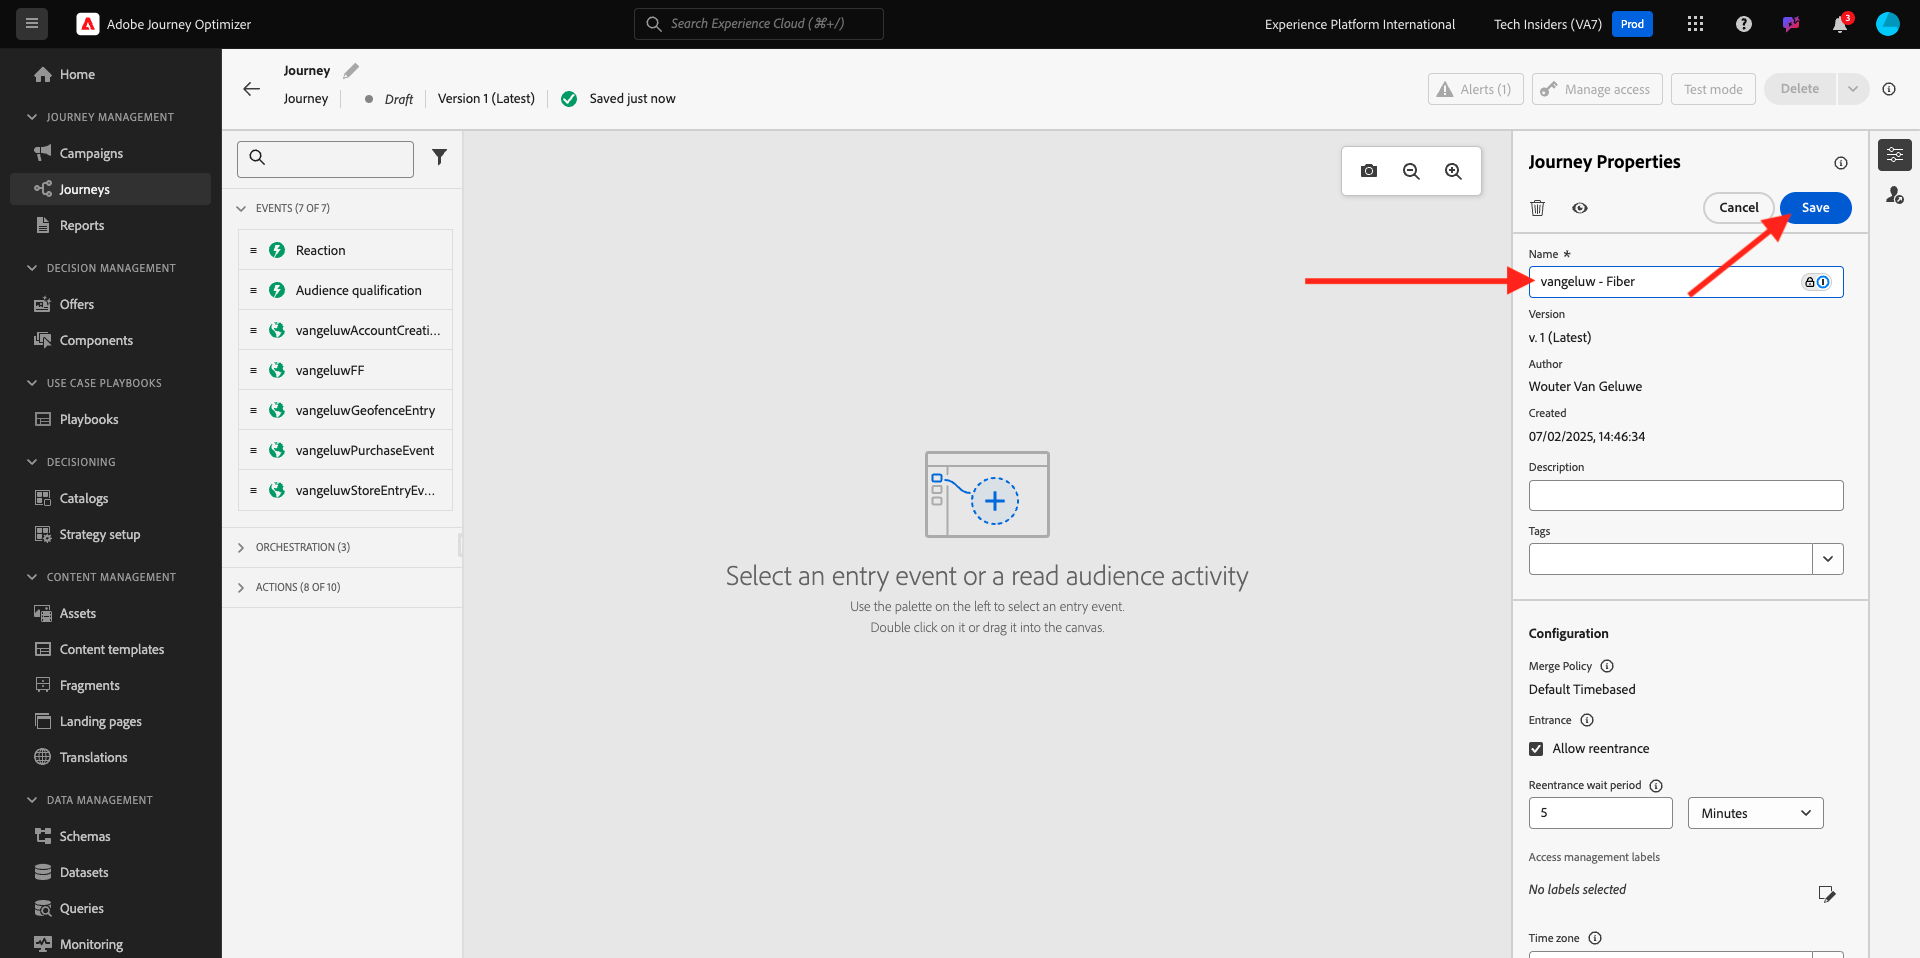 Adobe Journey Optimizer
Search Experience Cloud (⌘+/)
Experience Platform International
Tech Insiders (VA7)
Prod
3
Home
JOURNEY MANAGEMENT
Campaigns
Journeys
Reports
DECISION MANAGEMENT
Offers
Components
USE CASE PLAYBOOKS
Playbooks
DECISIONING
Catalogs
Strategy setup
CONTENT MANAGEMENT
Assets
Content templates
Fragments
Landing pages
Translations
DATA MANAGEMENT
Schemas
Datasets
Queries
Monitoring
Journey
Journey
Draft
Version 1 (Latest)
Saved just now
Alerts (1)
Manage access
Test mode
Delete
EVENTS (7 OF 7)
Reaction
Audience qualification
vangeluwAccountCreati...
vangeluwFF
vangeluwGeofenceEntry
vangeluwPurchaseEvent
vangeluwStoreEntryEv...
ORCHESTRATION (3)
ACTIONS (8 OF 10)
Select an entry event or a read audience activity
Use the palette on the left to select an entry event.
Double click on it or drag it into the canvas.
Journey Properties
Cancel
Save
Name *
vangeluw - Fiber
Version
v. 1 (Latest)
Author
Wouter Van Geluwe
Created
07/02/2025, 14:46:34
Description
Tags
Configuration
Merge Policy
Default Timebased
Entrance
Allow reentrance
Reentrance wait period
5
Minutes
Access management labels
No labels selected
Time zone